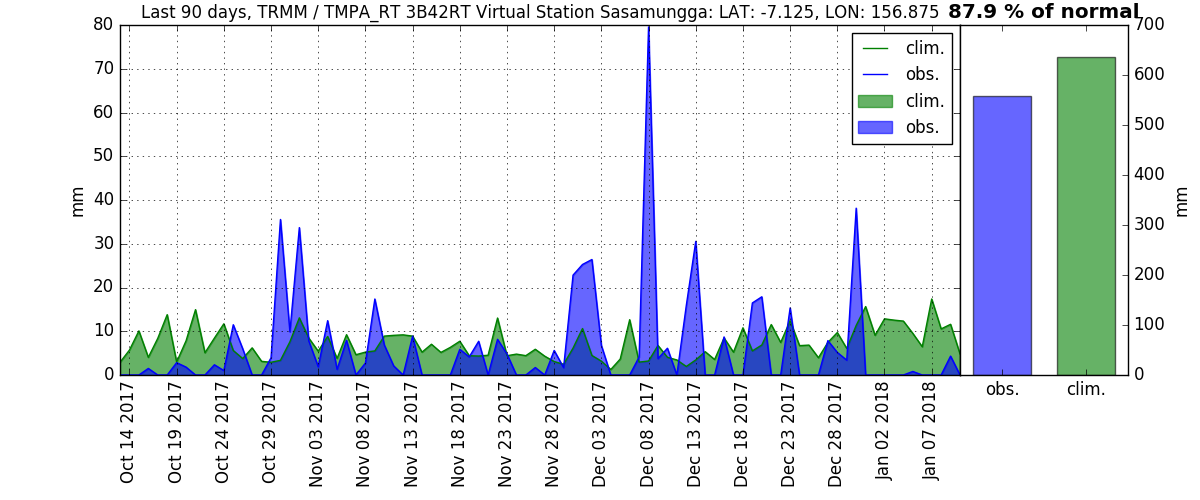 Last 90 days, TRMM / TMPA_RT 3B42RT Virtual Station Sasamungga: LAT: -7.125, LON: 156.875 87.9 % of normal
80
70
60
50
40
30
20
10
0
mm
clim.
obs.
clim.
obs.
700
600
500
400
300
200
100
0
mm
obs. clim.
Oct 14 2017
Oct 19 2017
Oct 24 2017
Oct 29 2017
Nov 03 2017
Nov 08 2017
Nov 13 2017
Nov 18 2017
Nov 23 2017
Nov 28 2017
Dec 03 2017
Dec 08 2017
Dec 13 2017
Dec 18 2017
Dec 23 2017
Dec 28 2017
Jan 02 2018
Jan 07 2018